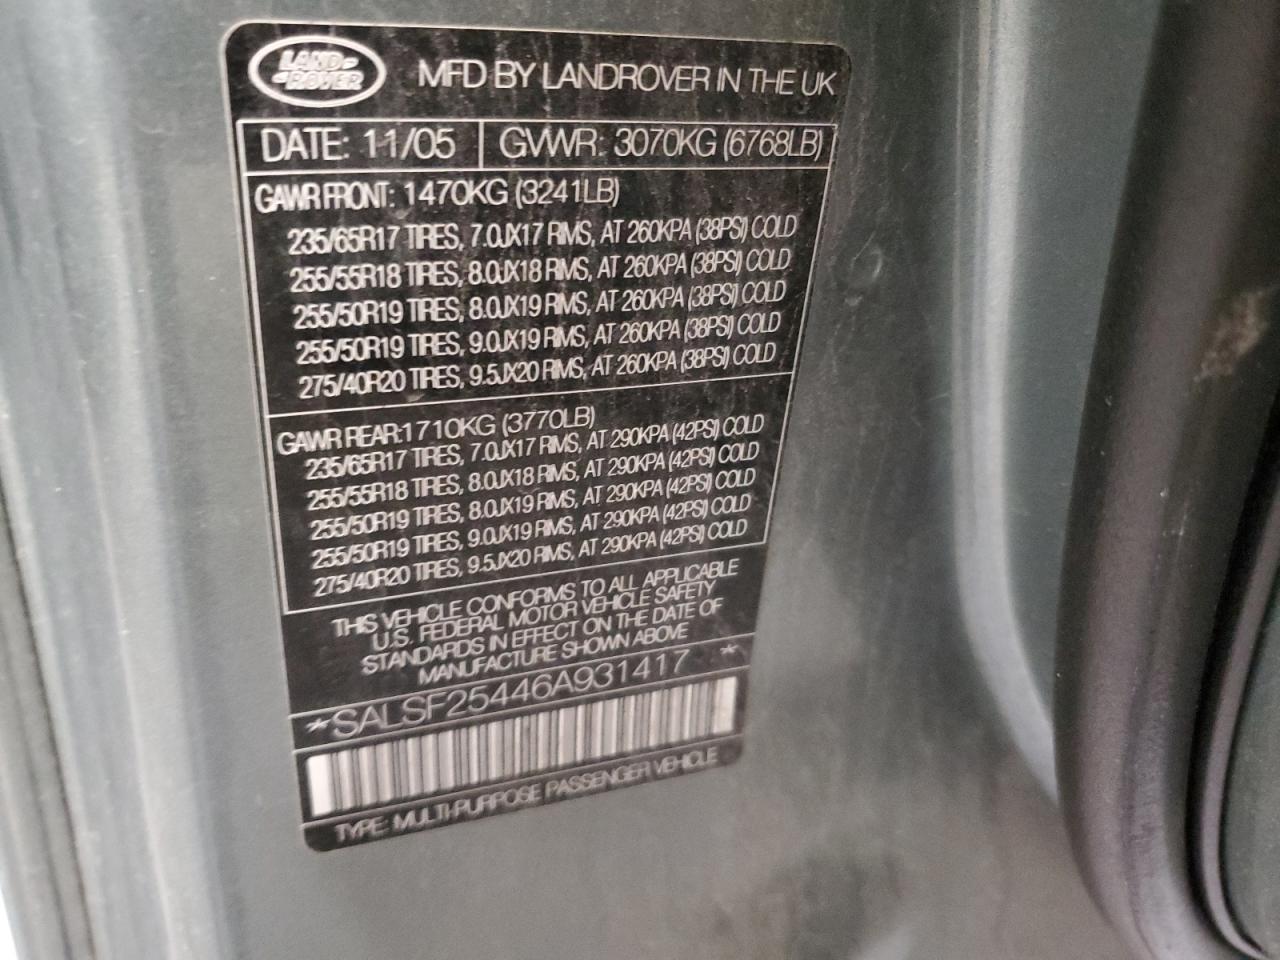 LAND ROVER
MFD BY LANDROVER IN THE UK
DATE: 11/05 GVWR: 3070KG (6768LB)
GAWR FRONT: 1470KG (3241LB)
235/65R17 TIRES, 7.0JX17 RIMS, AT 260KPA (38PSI) COLD
255/55R18 TIRES, 8.0JX18 RIMS, AT 260KPA (38PSI) COLD
255/50R19 TIRES, 8.0JX19 RIMS, AT 260KPA (38PSI) COLD
255/50R19 TIRES, 9.0JX19 RIMS, AT 260KPA (38PSI) COLD
275/40R20 TIRES, 9.5JX20 RIMS, AT 260KPA (38PSI) COLD
GAWR REAR:1710KG (3770LB)
235/65R17 TIRES, 7.0JX17 RIMS, AT 290KPA (42PSI) COLD
255/55R18 TIRES, 8.0JX18 RIMS, AT 290KPA (42PSI) COLD
255/50R19 TIRES, 8.0JX19 RIMS, AT 290KPA (42PSI) COLD
255/50R19 TIRES, 9.0JX19 RIMS, AT 290KPA (42PSI) COLD
275/40R20 TIRES, 9.5JX20 RIMS, AT 290KPA (42PSI) COLD
THIS VEHICLE CONFORMS TO ALL APPLICABLE
U.S. FEDERAL MOTOR VEHICLE SAFETY
STANDARDS IN EFFECT ON THE DATE OF
MANUFACTURE SHOWN ABOVE
*SALSF25446A931417 *
TYPE: MULTI-PURPOSE PASSENGER VEHICLE